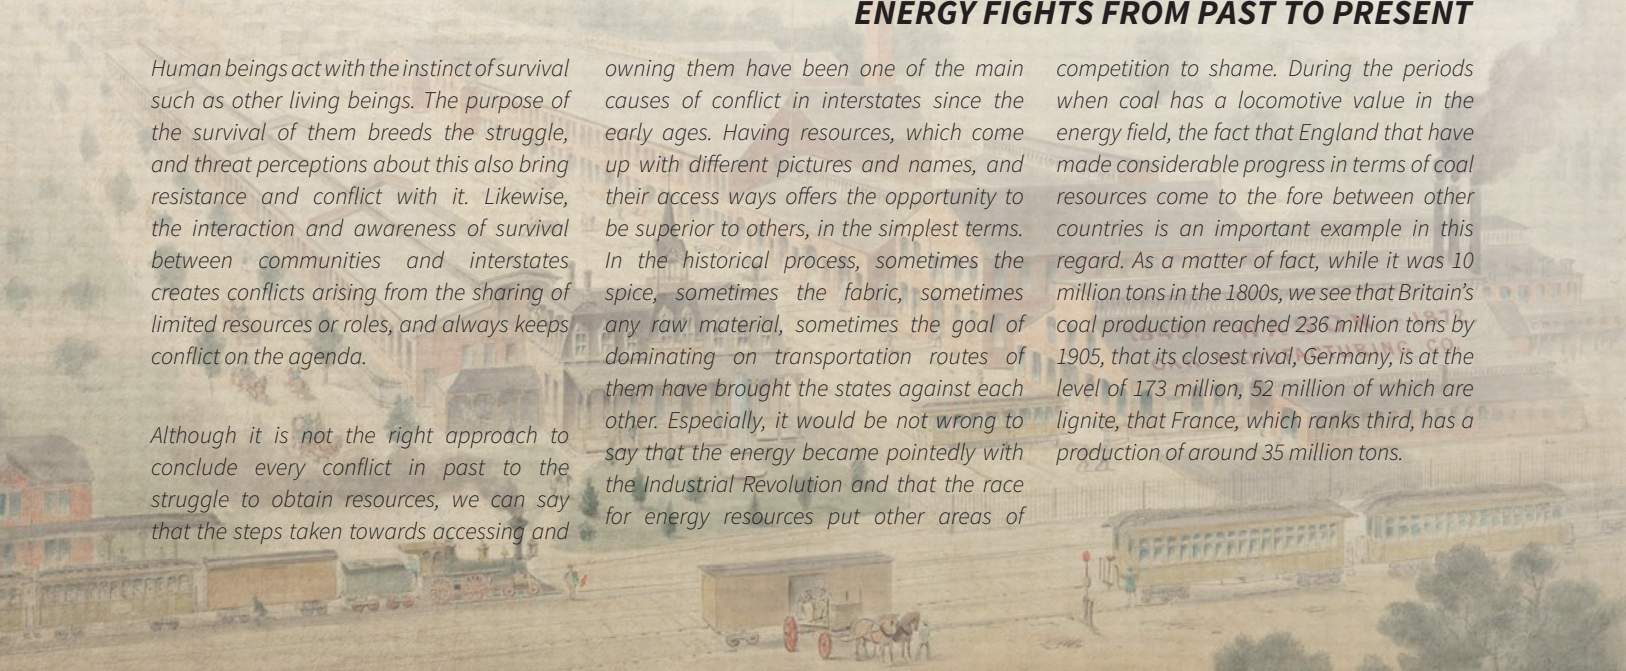 ENERGY FIGHTS FROM PAST TO PRESENT
Human beings act with the instinct of survival
such as other living beings. The purpose of
the survival of them breeds the struggle,
and threat perceptions about this also bring
resistance and conflict with it. Likewise,
the interaction and awareness of survival
between communities and interstates
creates conflicts arising from the sharing of
limited resources or roles, and always keeps
conflict on the agenda.
Although it is not the right approach to
conclude every conflict in past to the
struggle to obtain resources, we can say
that the steps taken towards accessing and
owning them have been one of the main
causes of conflict in interstates since the
early ages. Having resources, which come
up with different pictures and names, and
their access ways offers the opportunity to
be superior to others, in the simplest terms.
In the historical process, sometimes the
spice, sometimes the fabric, sometimes
any raw material, sometimes the goal of
dominating on transportation routes of
them have brought the states against each
other. Especially, it would be not wrong to
say that the energy became pointedly with
the Industrial Revolution and that the race
for energy resources put other areas of
competition to shame. During the periods
when coal has a locomotive value in the
energy field, the fact that England that have
made considerable progress in terms of coal
resources come to the fore between other
countries is an important example in this
regard. As a matter of fact, while it was 10
million tons in the 1800s, we see that Britain’s
coal production reached 236 million tons by
1905, that its closest rival, Germany, is at the
level of 173 million, 52 million of which are
lignite, that France, which ranks third, has a
production of around 35 million tons.